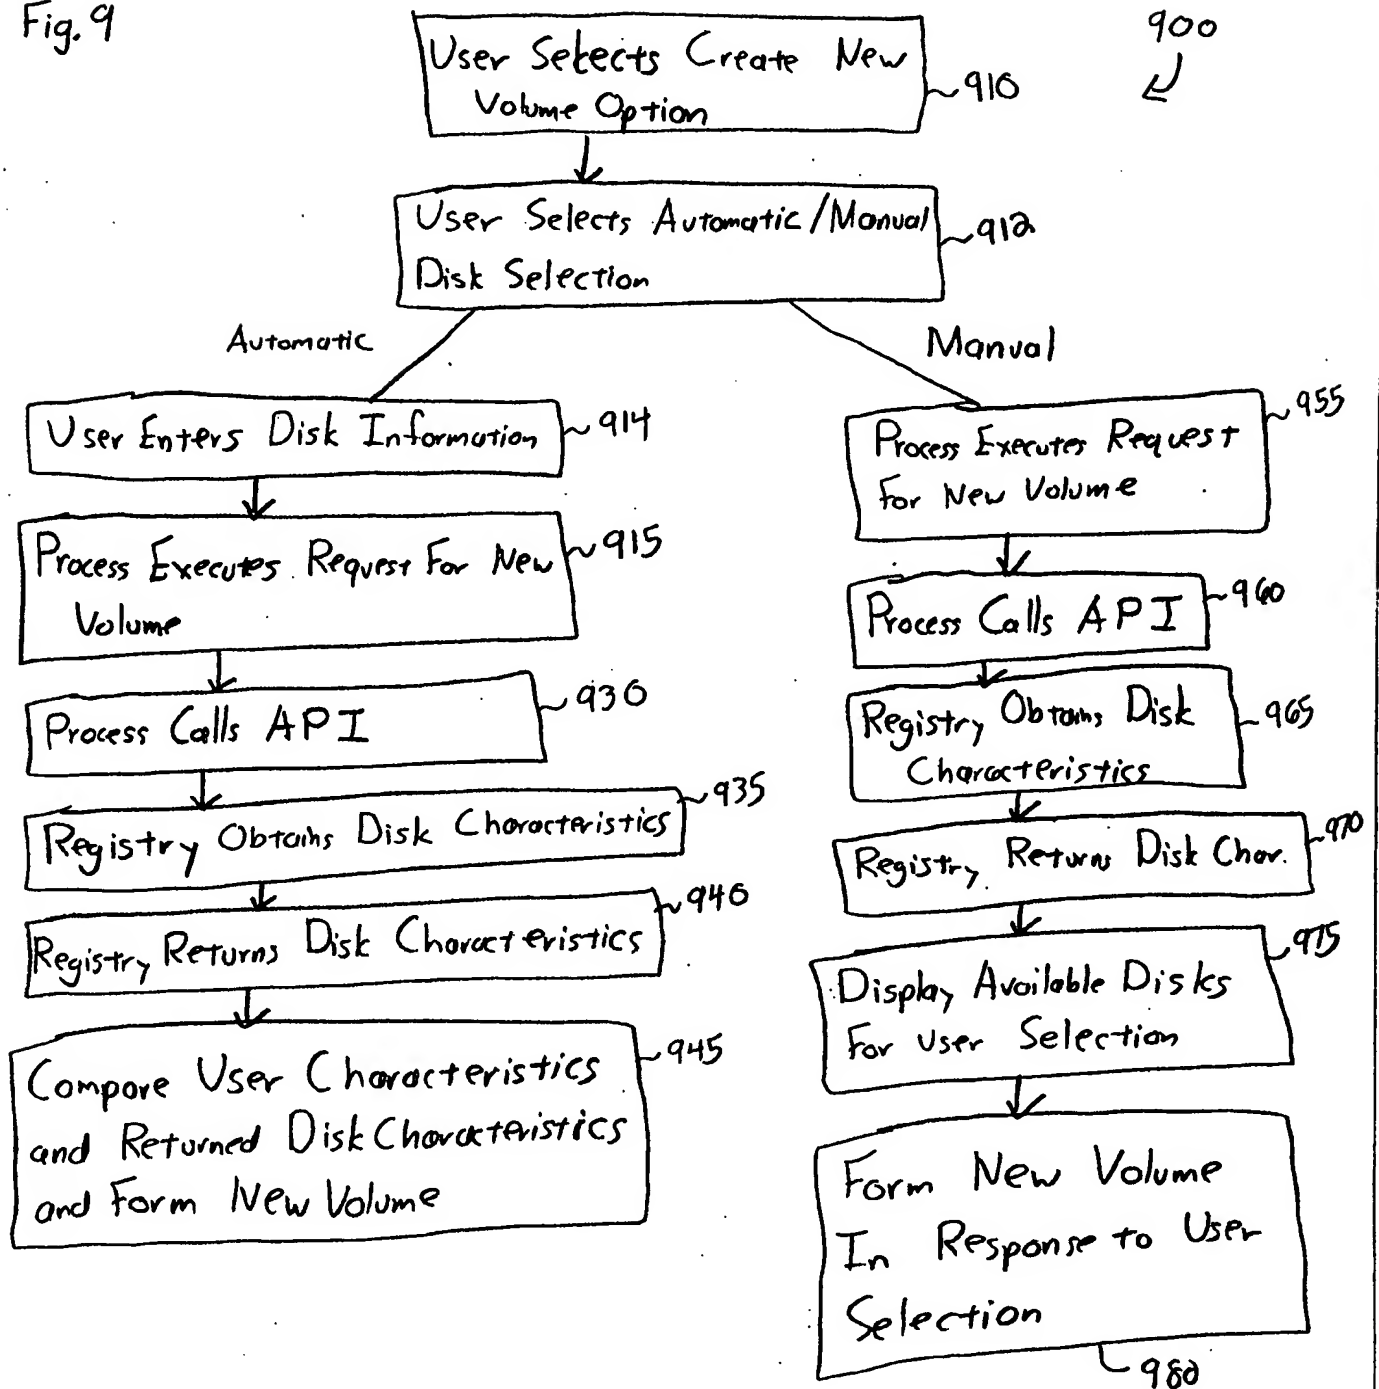 Fig. 9
900
User Selects Create New
Volume Option
910
User Selects Automatic/Manual
Disk Selection
912
Automatic
Manual
User Enters Disk Information
914
Process Executes Request For New
Volume
915
Process Calls API
930
Registry Obtains Disk Characteristics
935
Registry Returns Disk Characteristics
940
Compare User Characteristics
and Returned Disk Characteristics
and Form New Volume
945
Process Executes Request
For New Volume
955
Process Calls API
960
Registry Obtains Disk
Characteristics
965
Registry Returns Disk Char.
970
Display Available Disks
For User Selection
975
Form New Volume
In Response to User
Selection
980